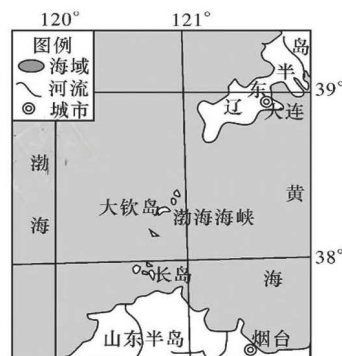 120° 121°
图例
海域
河流
城市
岛
半
东
辽
大连
39°
渤
海
大钦岛
渤海海峡
黄
海
38°
长岛
山东半岛
烟台